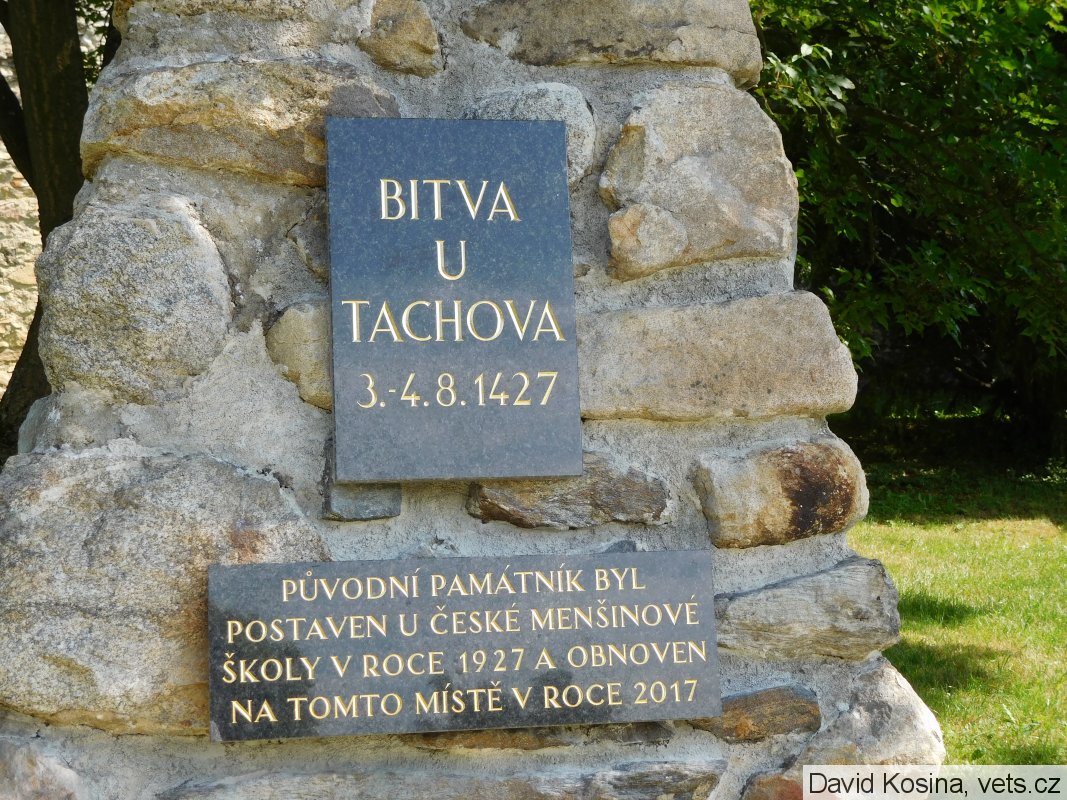 BITVA
U
TACHOVA
3.-4.8.1427
PŮVODNÍ PAMÁTNÍK BYL
POSTAVEN U ČESKÉ MENŠINOVÉ
ŠKOLY V ROCE 1927 A OBNOVEN
NA TOMTO MÍSTĚ V ROCE 2017
David Kosina, vets.cz